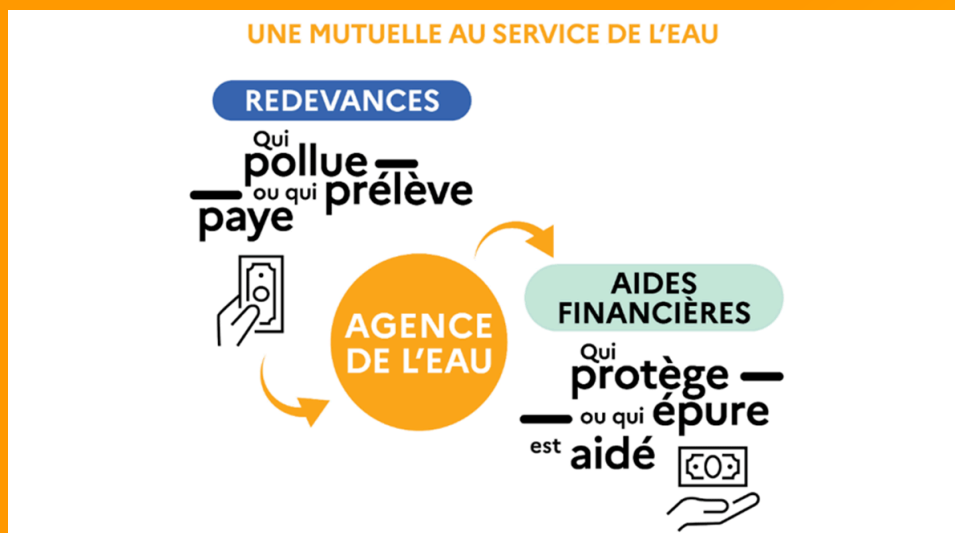 UNE MUTUELLE AU SERVICE DE L'EAU
REDEVANCES
Qui
pollue
ou qui prélève
paye
AGENCE
DE L'EAU
AIDES
FINANCIÈRES
Qui
protège
ou qui épure
est aidé